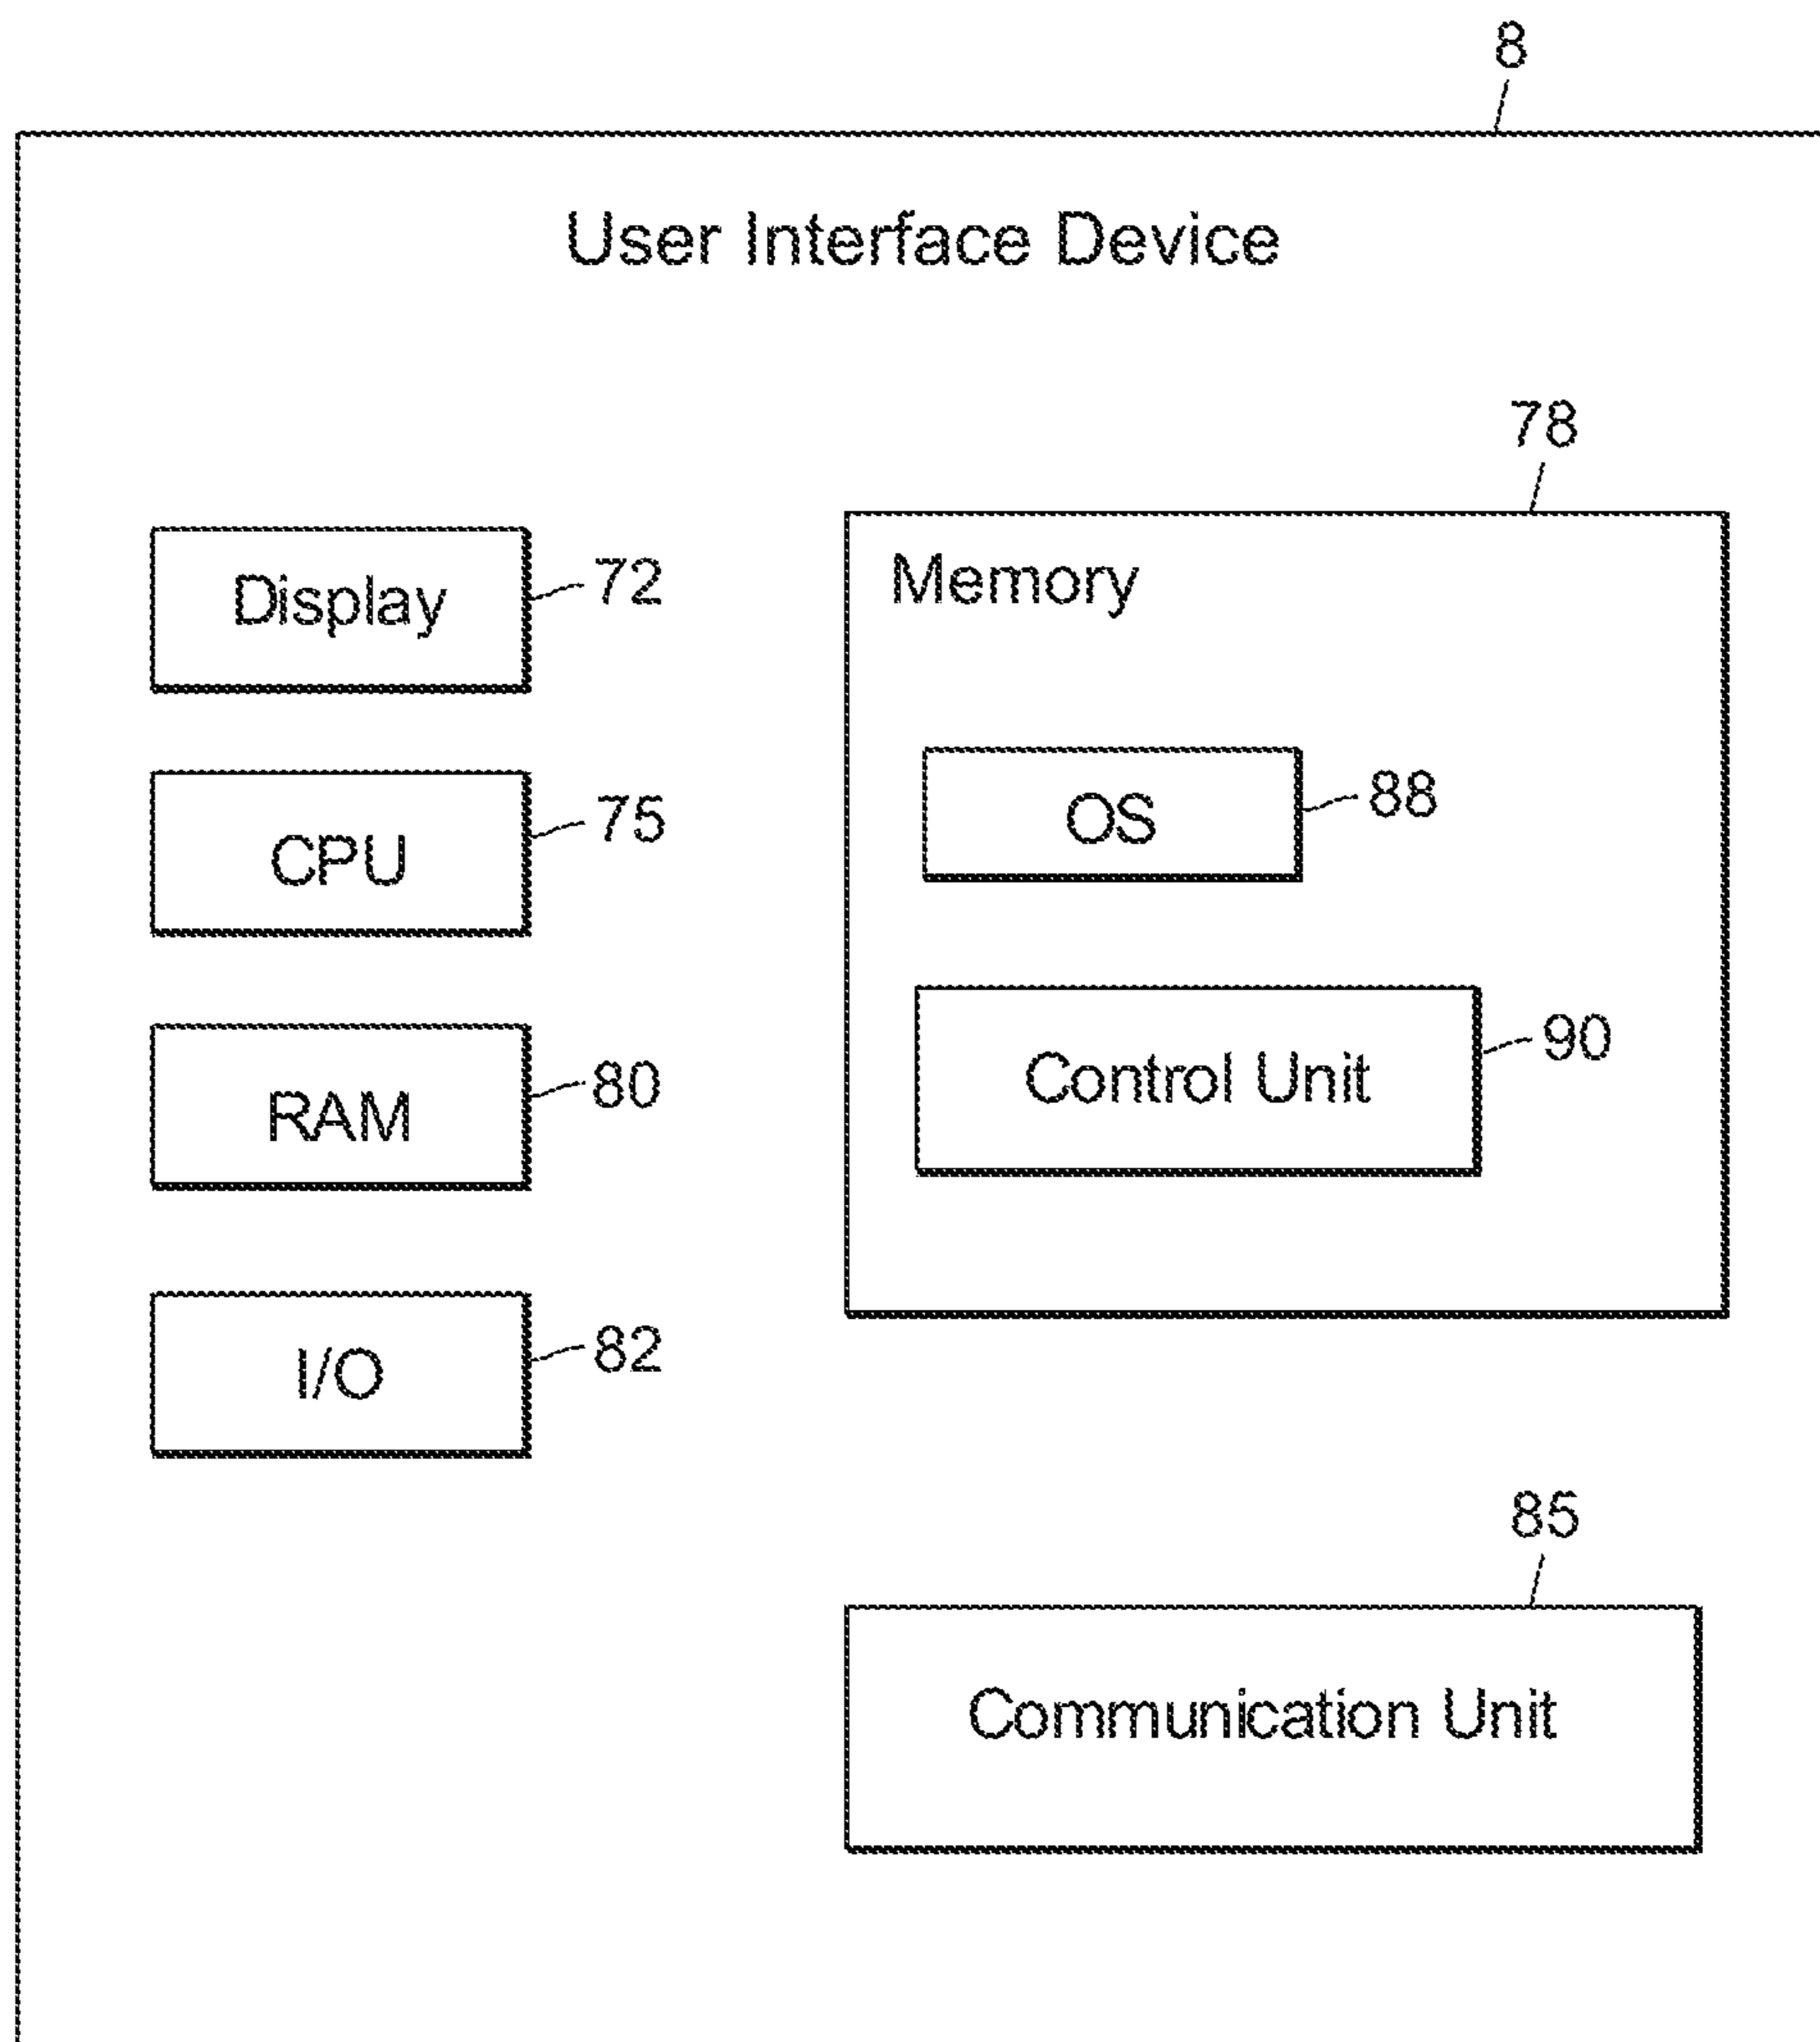 8
User Interface Device
78
Display
72
Memory
CPU
75
OS
88
RAM
80
Control Unit
90
I/O
82
85
Communication Unit